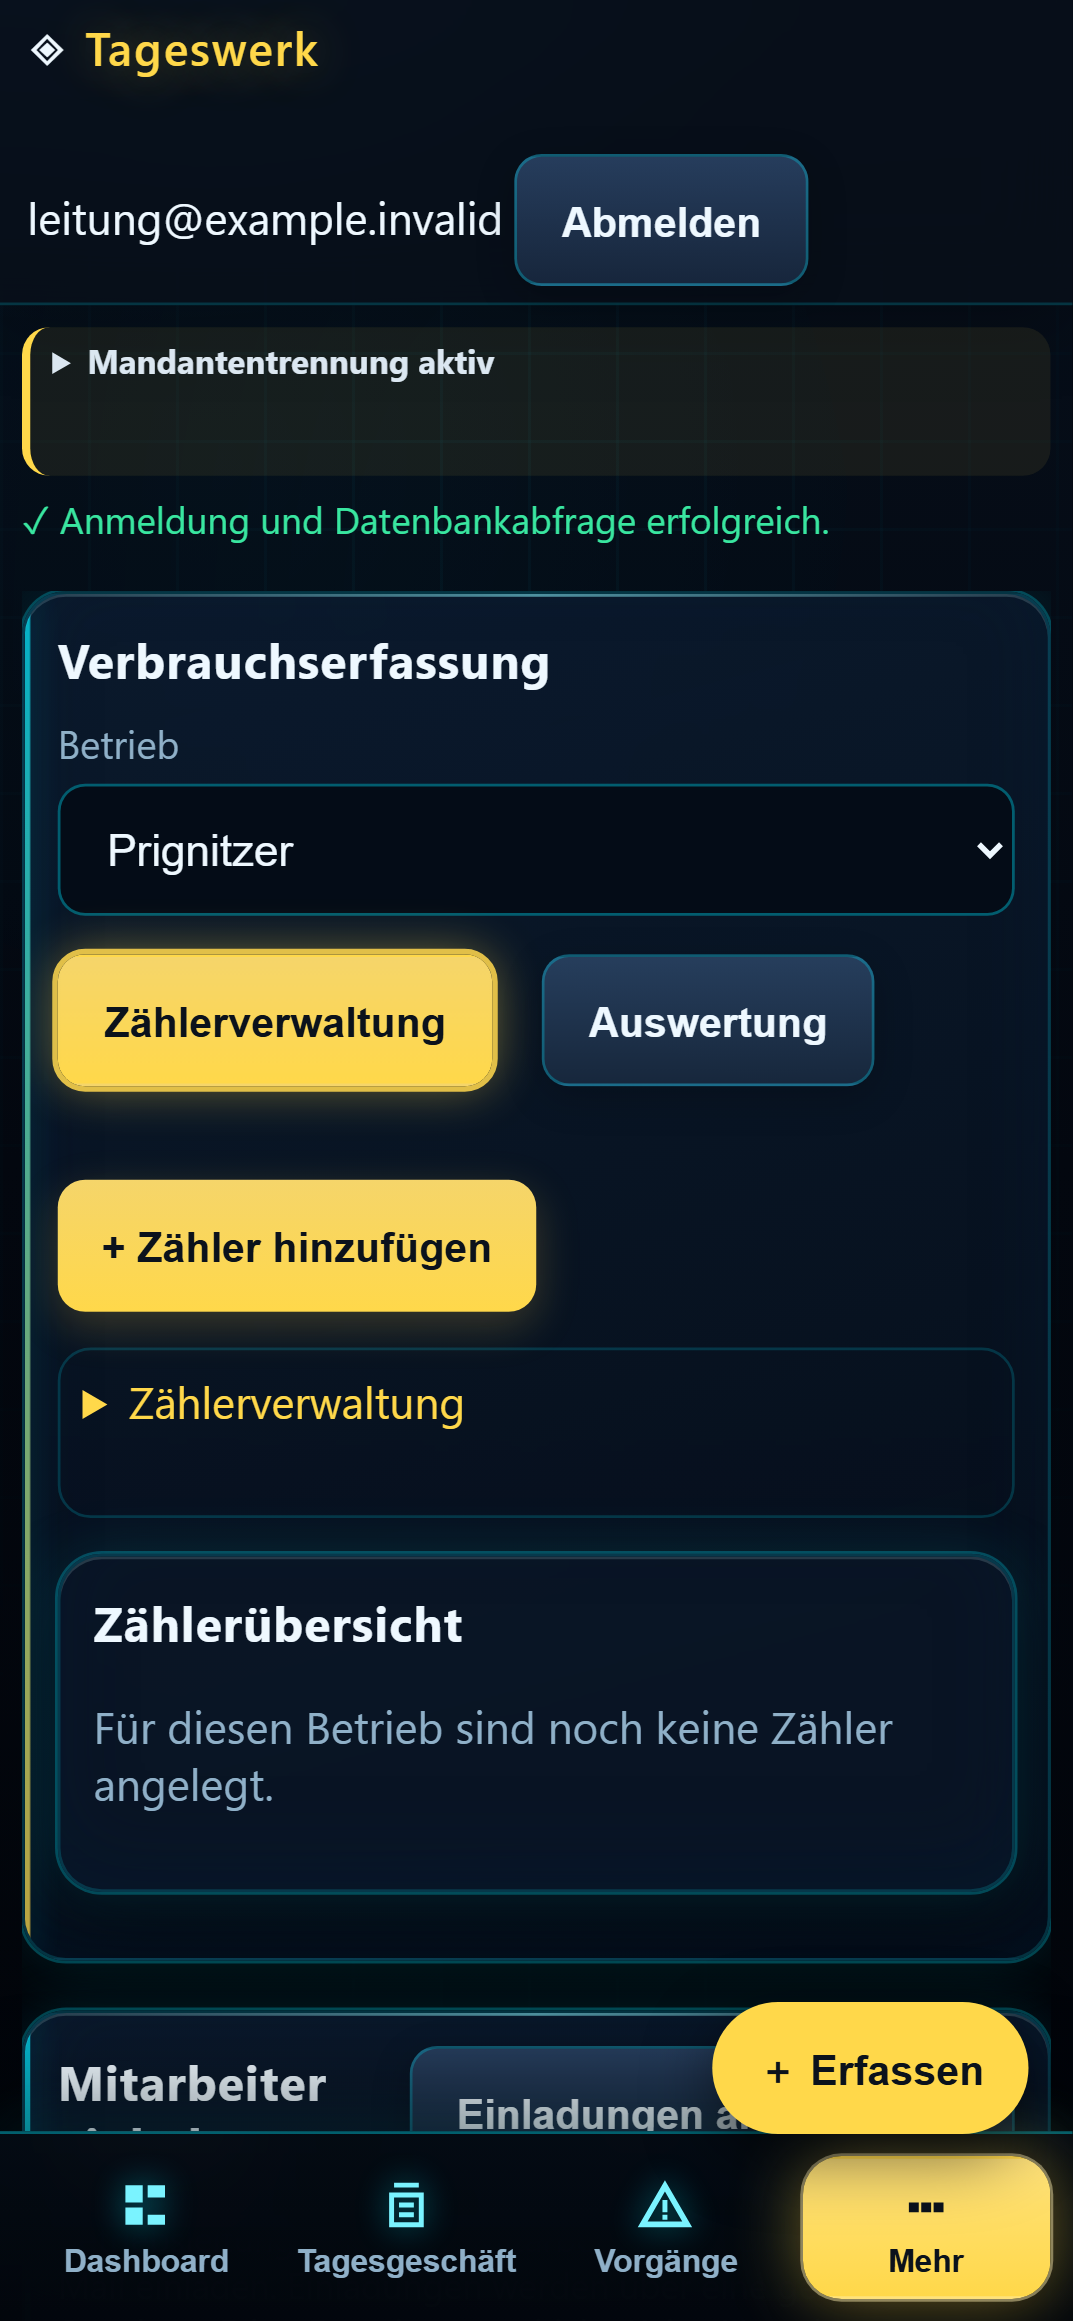 Tageswerk
leitung@example.invalid Abmelden
Mandantentrennung aktiv
✓ Anmeldung und Datenbankabfrage erfolgreich.
Verbrauchserfassung
Betrieb
Prignitzer
Zählerverwaltung Auswertung
+ Zähler hinzufügen
Zählerverwaltung
Zählerübersicht
Für diesen Betrieb sind noch keine Zähler
angelegt.
Mitarbeiter
Einladungen
+ Erfassen
Dashboard Tagesgeschäft Vorgänge Mehr